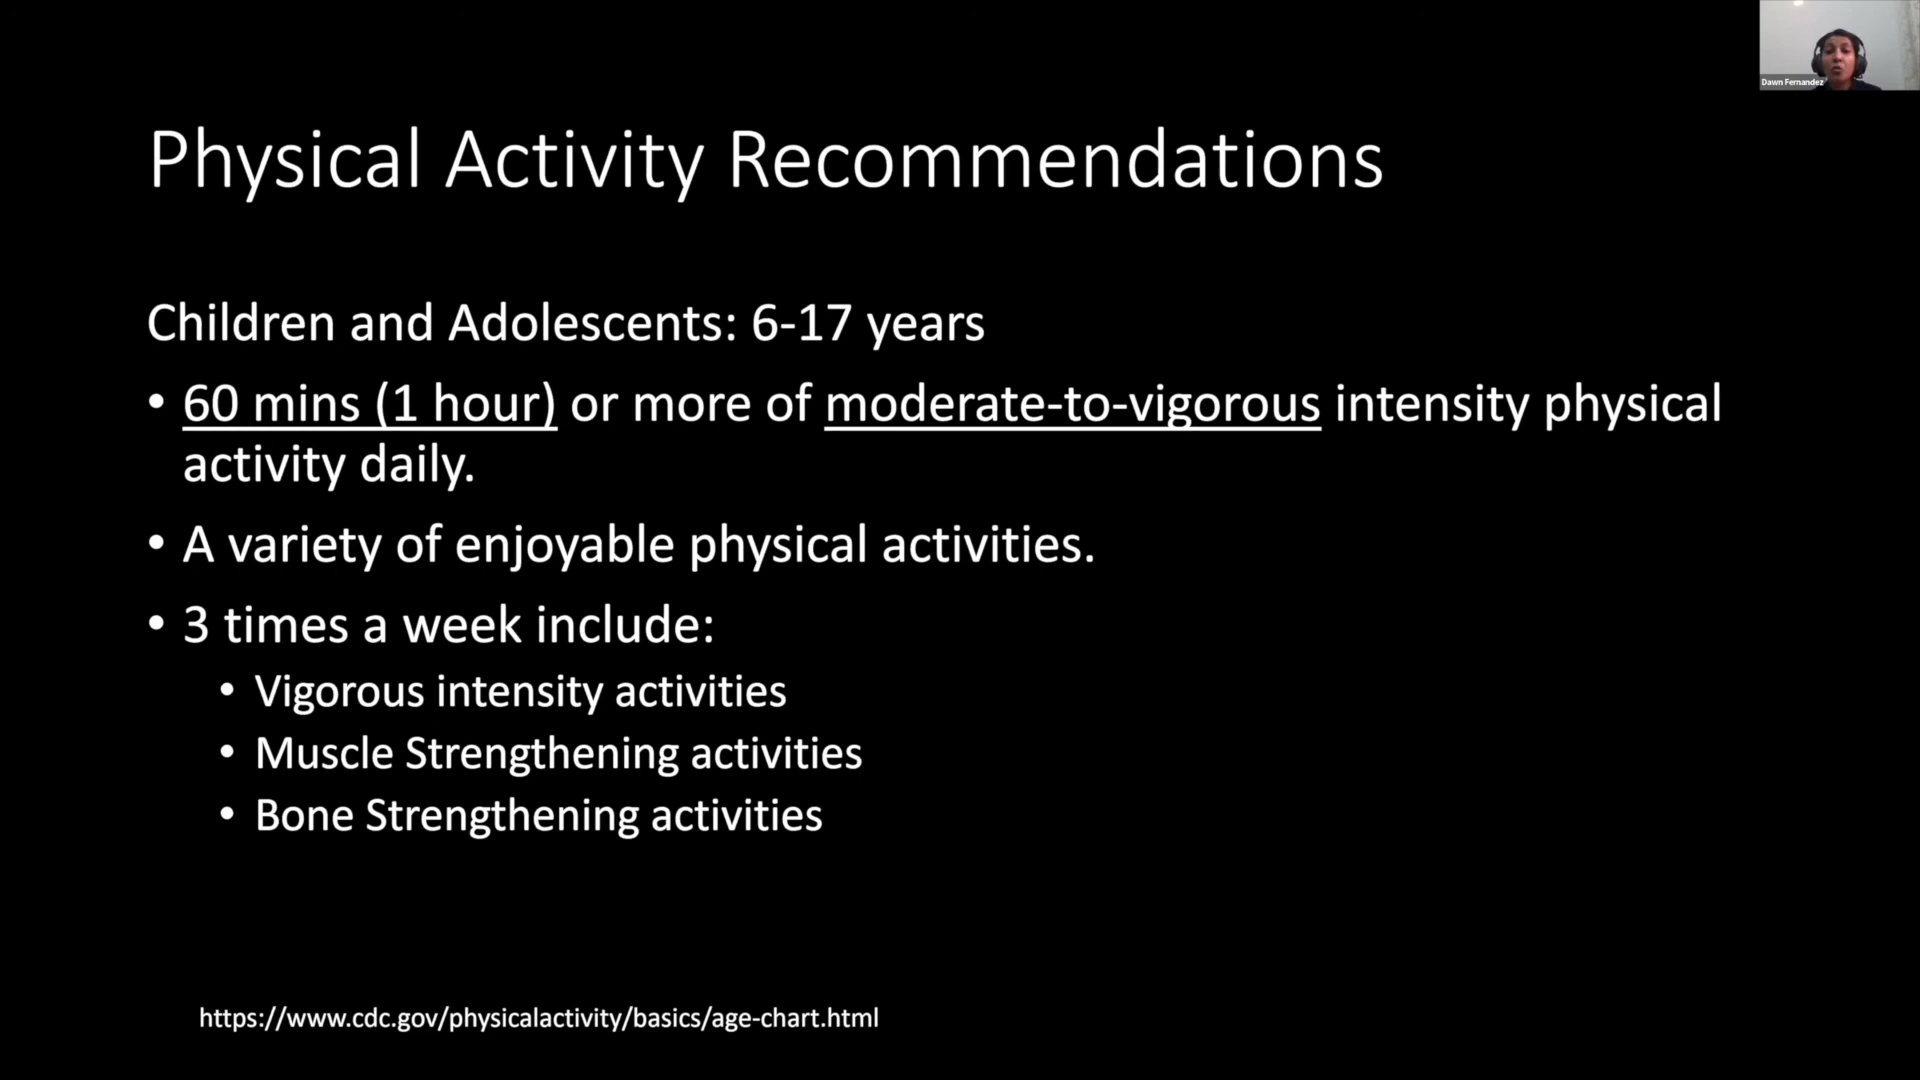 Dawn Fernandez
Physical Activity Recommendations
Children and Adolescents: 6-17 years
• 60 mins (1 hour) or more of moderate-to-vigorous intensity physical
activity daily.
• A variety of enjoyable physical activities.
• 3 times a week include:
• Vigorous intensity activities
• Muscle Strengthening activities
• Bone Strengthening activities
https://www.cdc.gov/physicalactivity/basics/age-chart.html